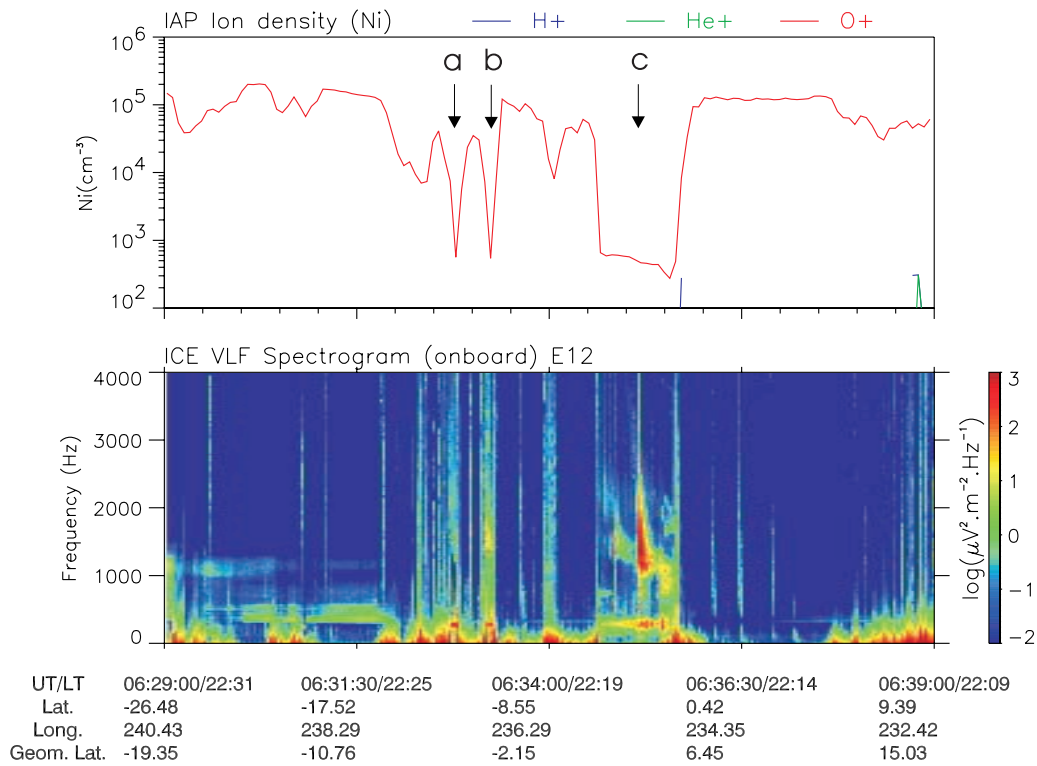 IAP Ion density (Ni) H+ He+ O+
a b c
10⁶
10⁵
10⁴
10³
10²
Ni(cm⁻³)
ICE VLF Spectrogram (onboard) E12
4000
3000
2000
1000
0
Frequency (Hz)
3
2
1
0
−1
−2
log(μV².m⁻².Hz⁻¹)
UT/LT 06:29:00/22:31 06:31:30/22:25 06:34:00/22:19 06:36:30/22:14 06:39:00/22:09
Lat. -26.48 -17.52 -8.55 0.42 9.39
Long. 240.43 238.29 236.29 234.35 232.42
Geom. Lat. -19.35 -10.76 -2.15 6.45 15.03